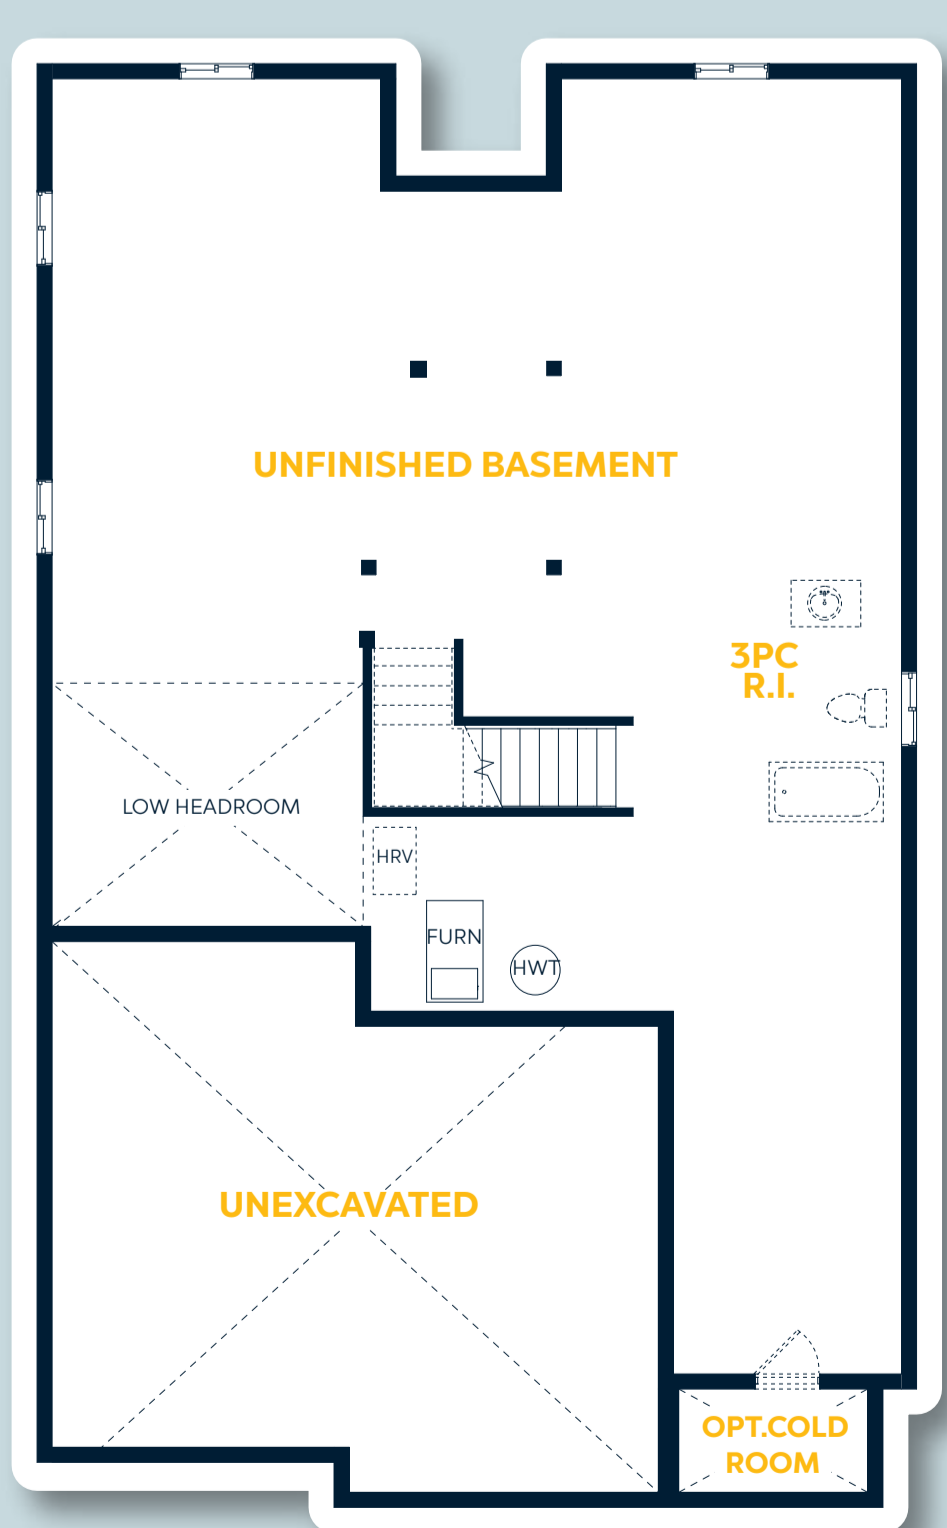 UNFINISHED BASEMENT
3PC
R.I.
LOW HEADROOM
HRV
FURN
HWT
UNEXCAVATED
OPT.COLD
ROOM